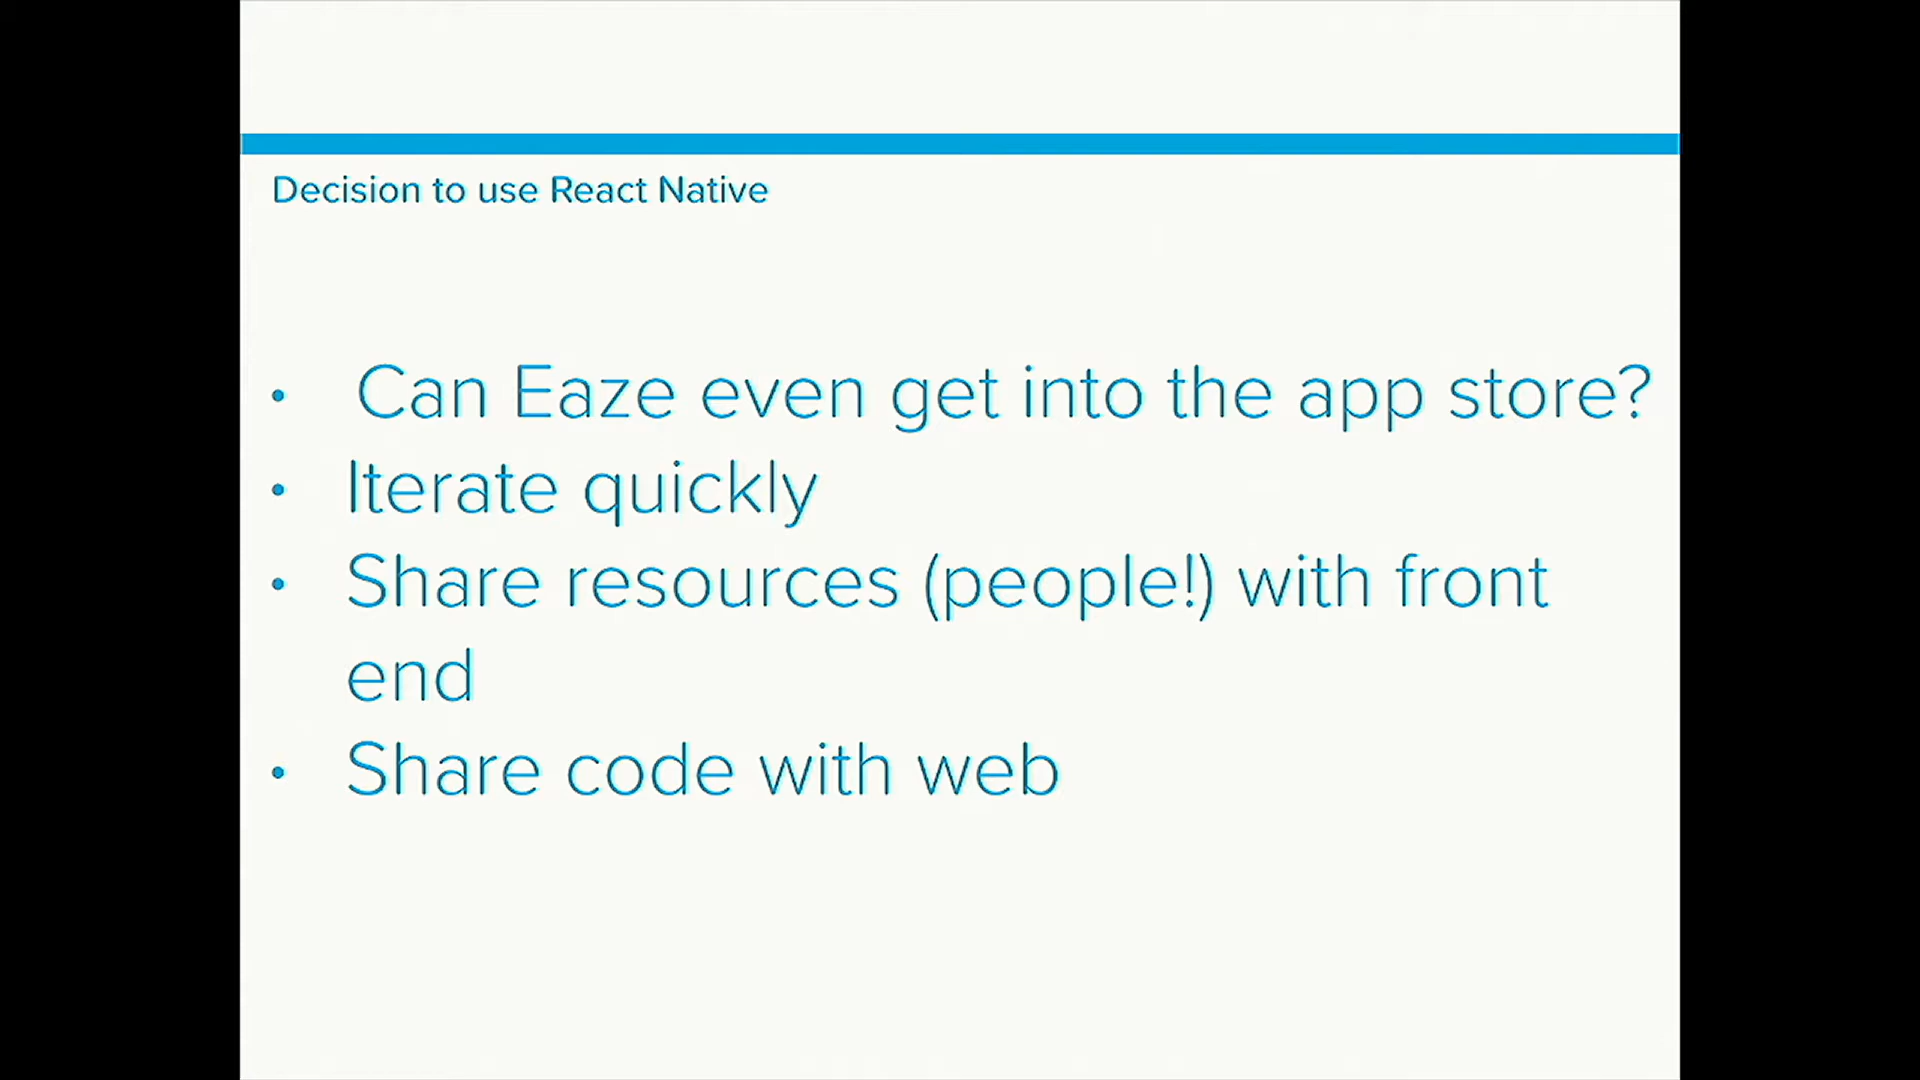 Decision to use React Native
• Can Eaze even get into the app store?
• Iterate quickly
• Share resources (people!) with front
end
• Share code with web